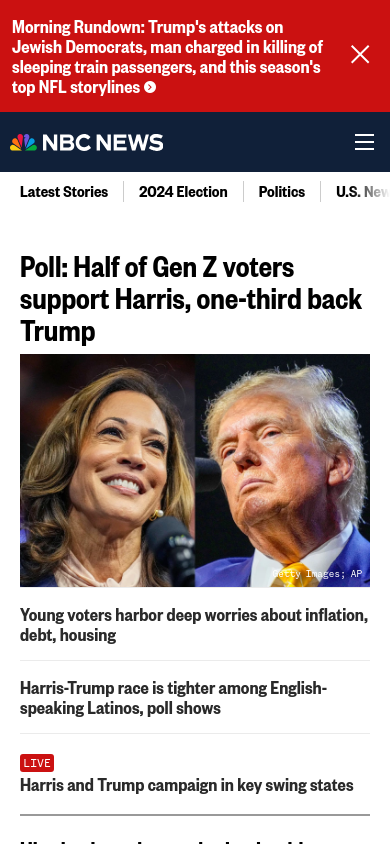 Morning Rundown: Trump's attacks on
Jewish Democrats, man charged in killing of
sleeping train passengers, and this season's
top NFL storylines
NBC NEWS
Latest Stories
2024 Election
Politics
U.S.
Poll: Half of Gen Z voters
support Harris, one-third back
Trump
Getty Images; AP
Young voters harbor deep worries about inflation,
debt, housing
Harris-Trump race is tighter among English-
speaking Latinos, poll shows
LIVE
Harris and Trump campaign in key swing states